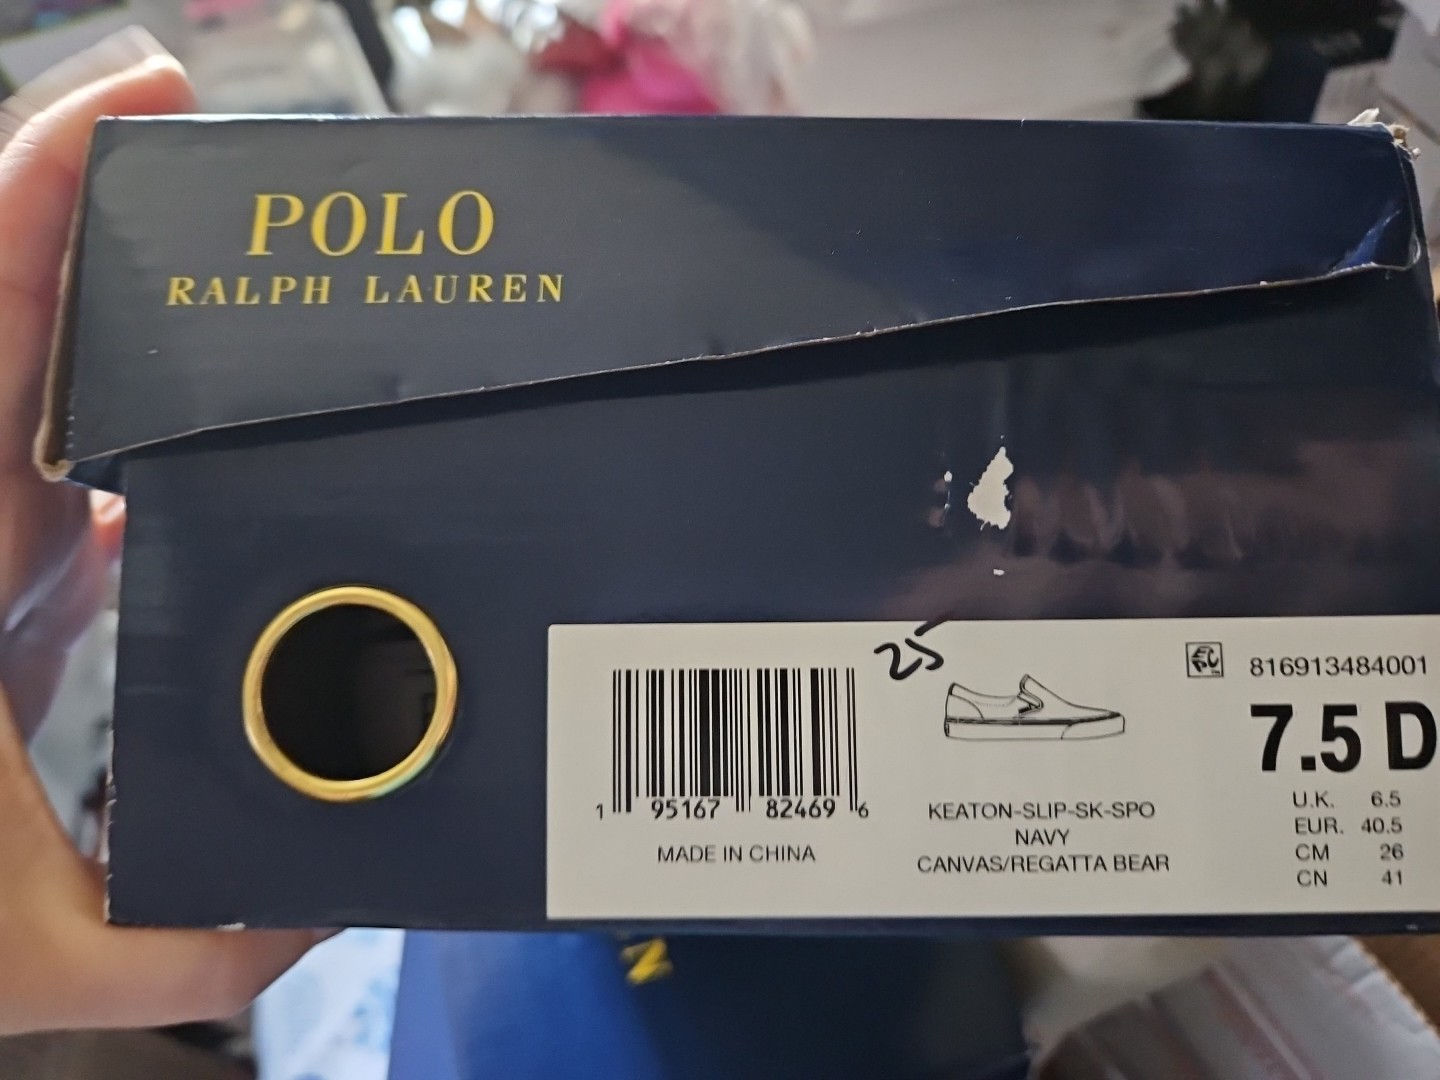 POLO
RALPH LAUREN
25
816913484001
7.5 D
1 95167 82469 6
MADE IN CHINA
KEATON-SLIP-SK-SPO
NAVY
CANVAS/REGATTA BEAR
U.K. 6.5
EUR. 40.5
CM 26
CN 41